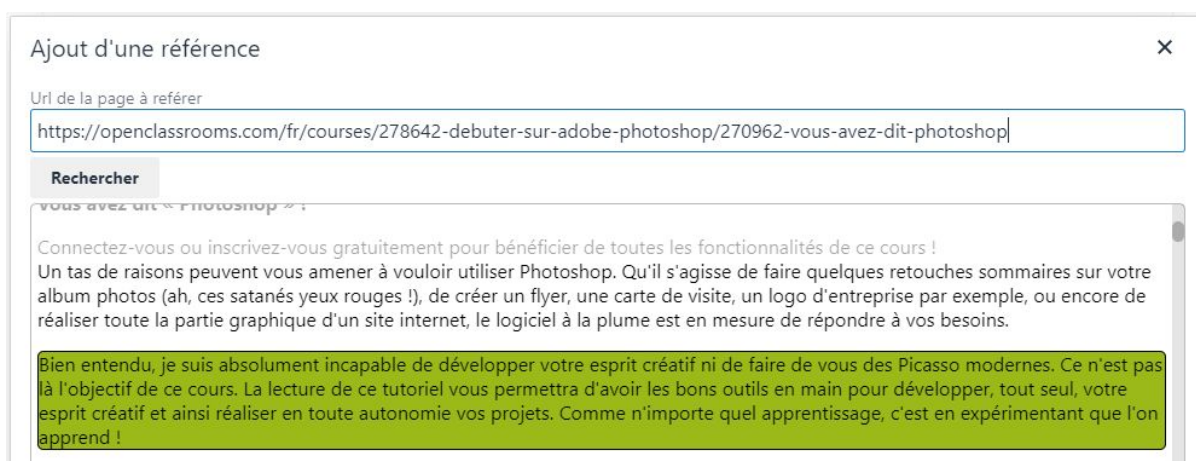 Ajout d'une référence
Url de la page à referer
https://openclassrooms.com/fr/courses/278642-debuter-sur-adobe-photoshop/270962-vous-avez-dit-photoshop
Rechercher
Vous avez dit « Photoshop » !
Connectez-vous ou inscrivez-vous gratuitement pour bénéficier de toutes les fonctionnalités de ce cours !
Un tas de raisons peuvent vous amener à vouloir utiliser Photoshop. Qu'il s'agisse de faire quelques retouches sommaires sur votre
album photos (ah, ces satanés yeux rouges !), de créer un flyer, une carte de visite, un logo d'entreprise par exemple, ou encore de
réaliser toute la partie graphique d'un site internet, le logiciel à la plume est en mesure de répondre à vos besoins.
Bien entendu, je suis absolument incapable de développer votre esprit créatif ni de faire de vous des Picasso modernes. Ce n'est pas
là l'objectif de ce cours. La lecture de ce tutoriel vous permettra d'avoir les bons outils en main pour développer, tout seul, votre
esprit créatif et ainsi réaliser en toute autonomie vos projets. Comme n'importe quel apprentissage, c'est en expérimentant que l'on
apprend !